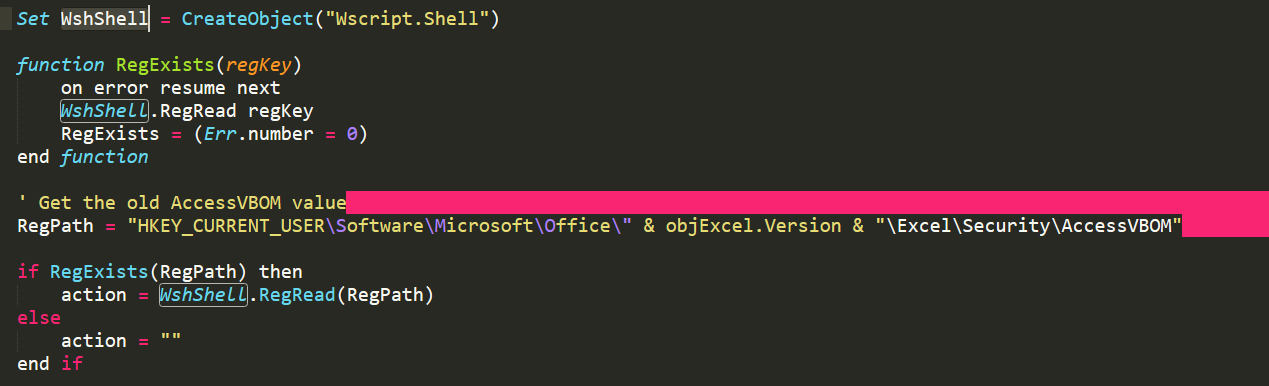 Set WshShell = CreateObject("Wscript.Shell")
function RegExists(regKey)
on error resume next
WshShell.RegRead regKey
RegExists = (Err.number = 0)
end function
' Get the old AccessVBOM value
RegPath = "HKEY_CURRENT_USER\Software\Microsoft\Office\" & objExcel.Version & "\Excel\Security\AccessVBOM"
if RegExists(RegPath) then
action = WshShell.RegRead(RegPath)
else
action = ""
end if